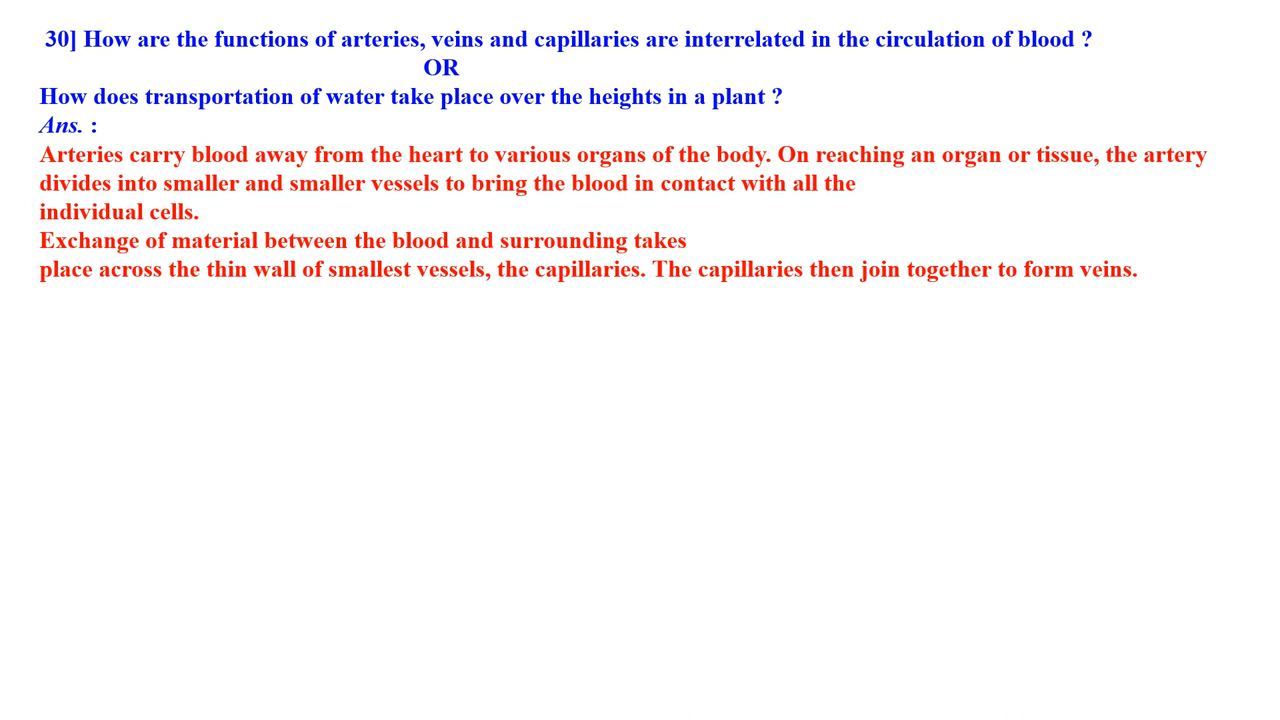 30] How are the functions of arteries, veins and capillaries are interrelated in the circulation of blood ?
OR
How does transportation of water take place over the heights in a plant ?
Ans. :
Arteries carry blood away from the heart to various organs of the body. On reaching an organ or tissue, the artery
divides into smaller and smaller vessels to bring the blood in contact with all the
individual cells.
Exchange of material between the blood and surrounding takes
place across the thin wall of smallest vessels, the capillaries. The capillaries then join together to form veins.